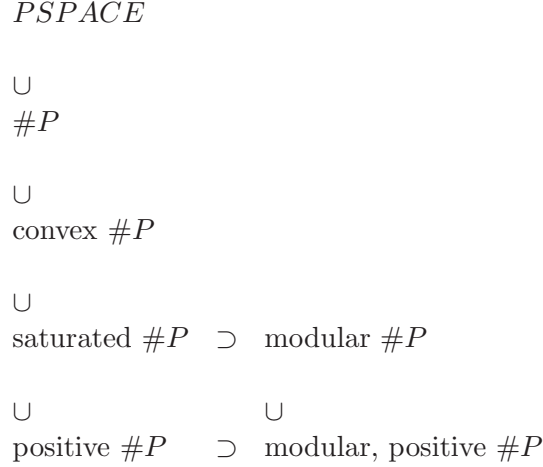 PSPACE
∪
#P
∪
convex #P
∪
saturated #P ⊃ modular #P
∪ ∪
positive #P ⊃ modular, positive #P